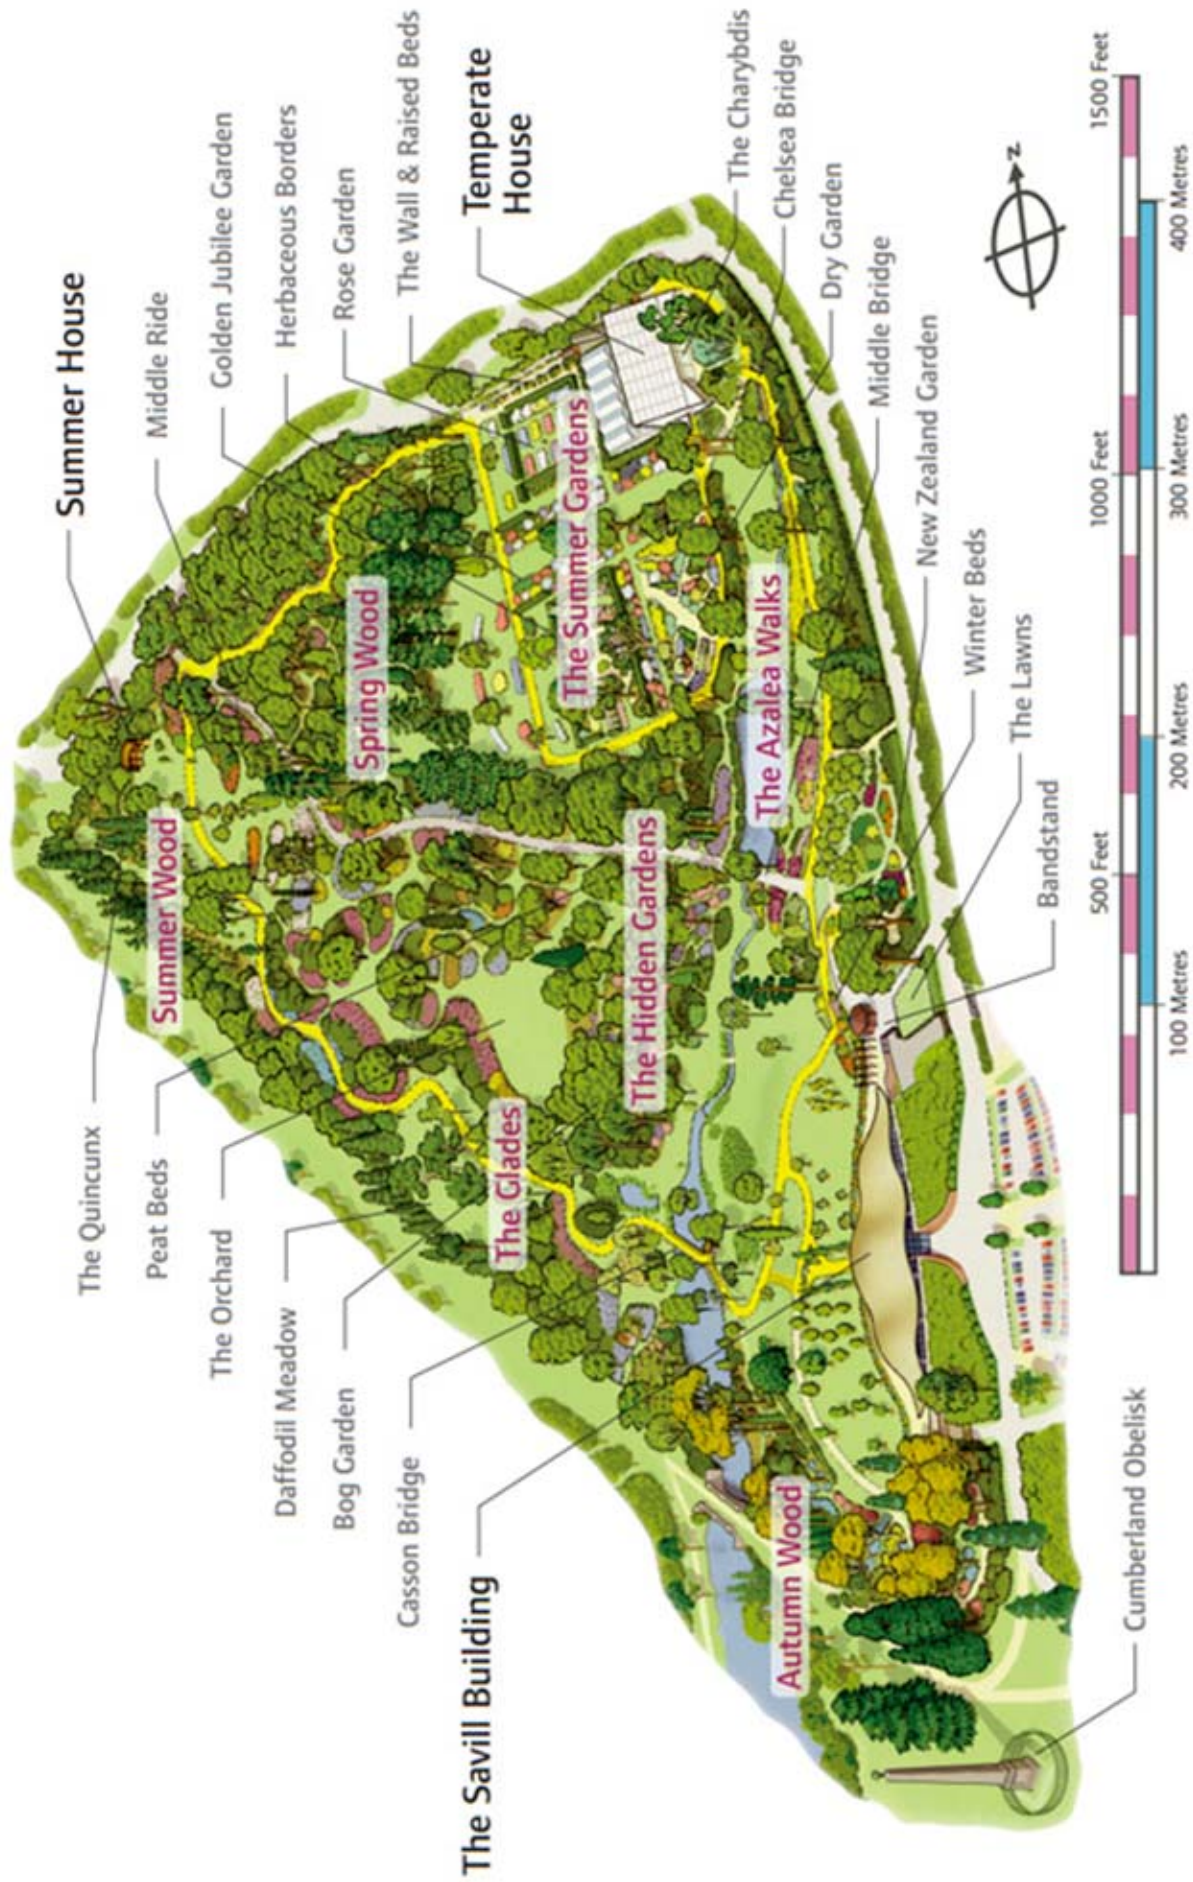 Summer House
Middle Ride
Golden Jubilee Garden
Herbaceous Borders
Rose Garden
The Wall & Raised Beds
Temperate
House
The Charybdis
Chelsea Bridge
Dry Garden
Middle Bridge
New Zealand Garden
Winter Beds
The Lawns
Bandstand
The Quincunx
Peat Beds
The Orchard
Daffodil Meadow
Bog Garden
Casson Bridge
The Savill Building
Cumberland Obelisk
Summer Wood
Spring Wood
The Glades
The Summer Gardens
The Hidden Gardens
The Azalea Walks
Autumn Wood
N
500 Feet
1000 Feet
1500 Feet
100 Metres
200 Metres
300 Metres
400 Metres